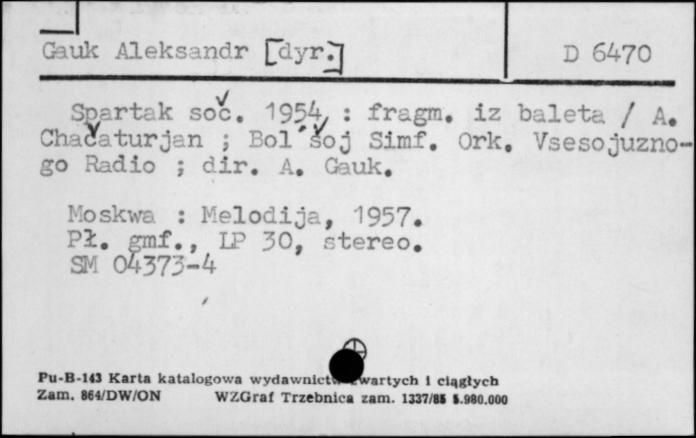 Gauk Aleksandr [dyr.]
D 6470
Spartak soč. 1954, : fragm. iz baleta / A.
Chačaturjan ; Bol´šoj Simf. Ork. Vsesojuzno-
go Radio ; dir. A. Gauk.
Moskwa : Melodija, 1957.
Pł. gmf., LP 30, stereo.
SM 04373-4
Pu-B-143 Karta katalogowa wydawnictw zwartych i ciągłych
Zam. 864/DW/ON WZGraf Trzebnica zam. 1337/85 5.980.000